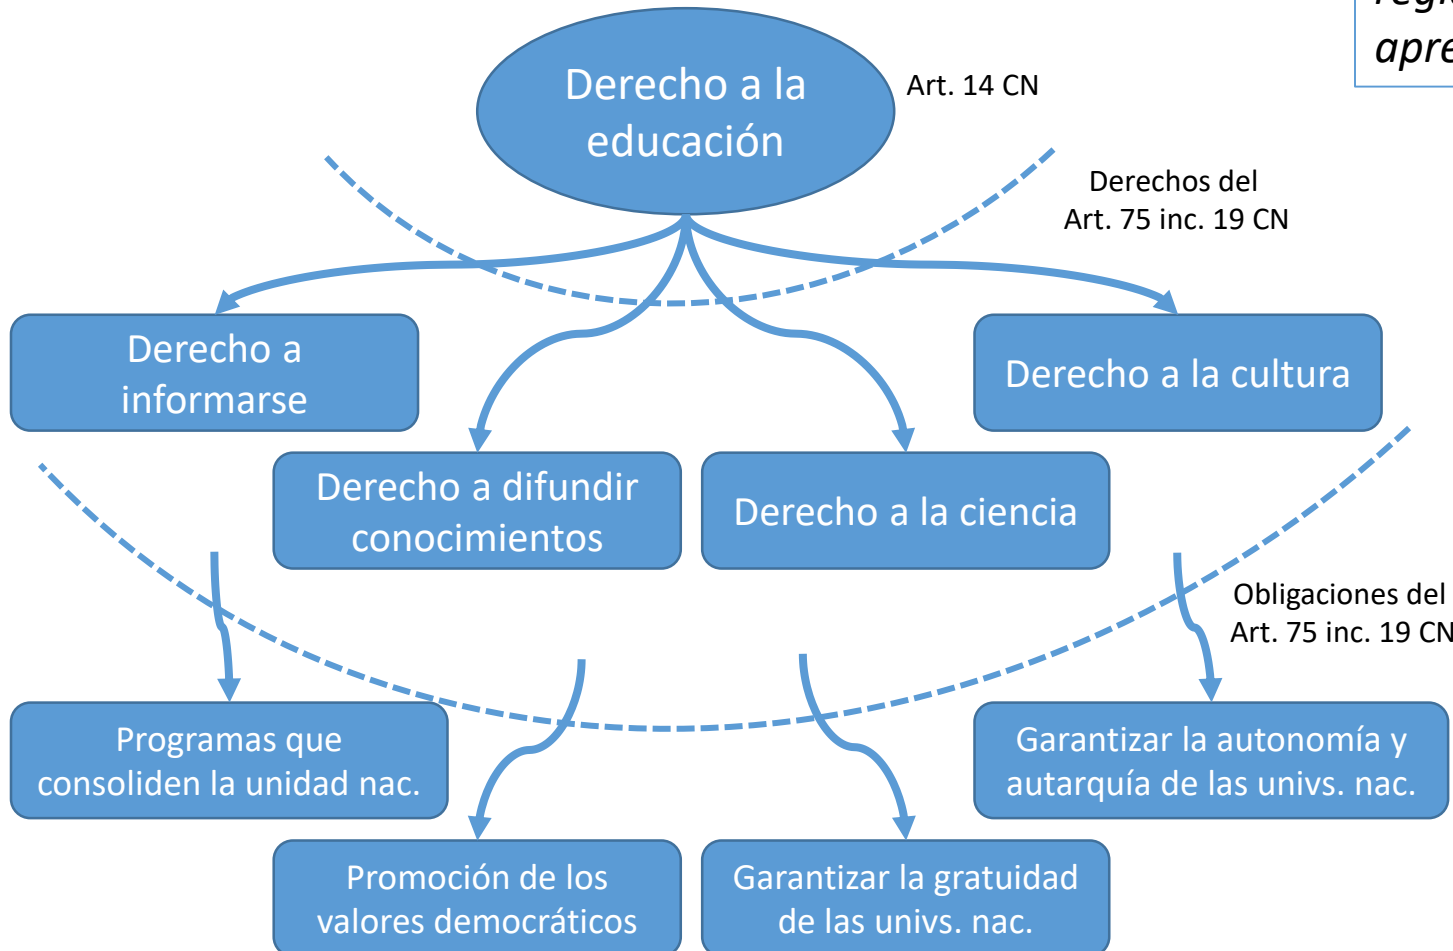 Derecho a la
educación
Art. 14 CN
Derechos del
Art. 75 inc. 19 CN
Derecho a
informarse
Derecho a la cultura
Derecho a difundir
conocimientos
Derecho a la ciencia
Obligaciones del
Art. 75 inc. 19 CN
Programas que
consoliden la unidad nac.
Garantizar la autonomía y
autarquía de las univs. nac.
Promoción de los
valores democráticos
Garantizar la gratuidad
de las univs. nac.